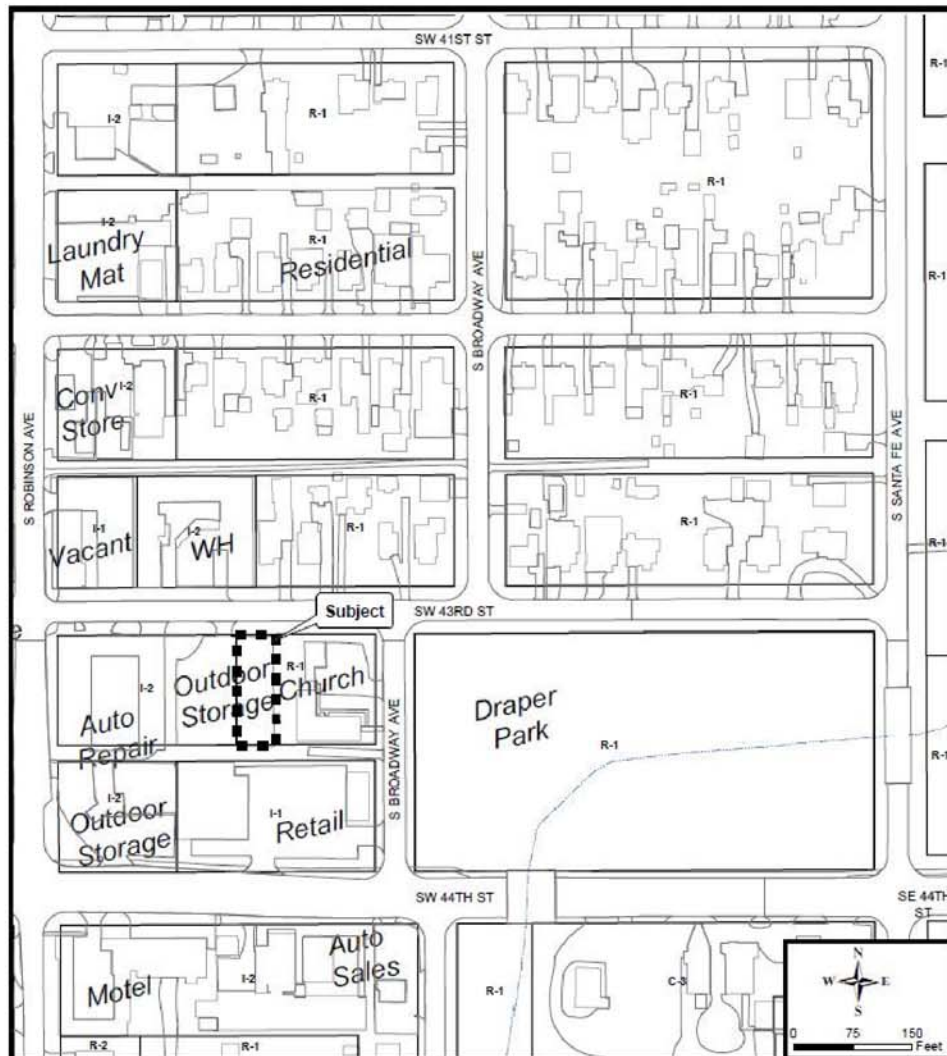 SW 41ST ST
R-1
I-2
R-1
R-1
I-2
Laundry
Mat
R-1
Residential
R-1
S BROADWAY AVE
Conv
Store
I-2
R-1
R-1
S ROBINSON AVE
S SANTA FE AVE
I-1
Vacant
I-2
WH
R-1
R-1
R-1
Subject
SW 43RD ST
e
Outdoor
Storage
R-1
Church
I-2
Auto
Repair
Draper
Park
R-1
R-1
S BROADWAY AVE
I-2
Outdoor
Storage
I-1
Retail
SW 44TH ST
SE 44TH
ST
Motel
I-2
Auto
Sales
R-1
C-3
R-2
R-1
N
W E
S
0 75 150
Feet